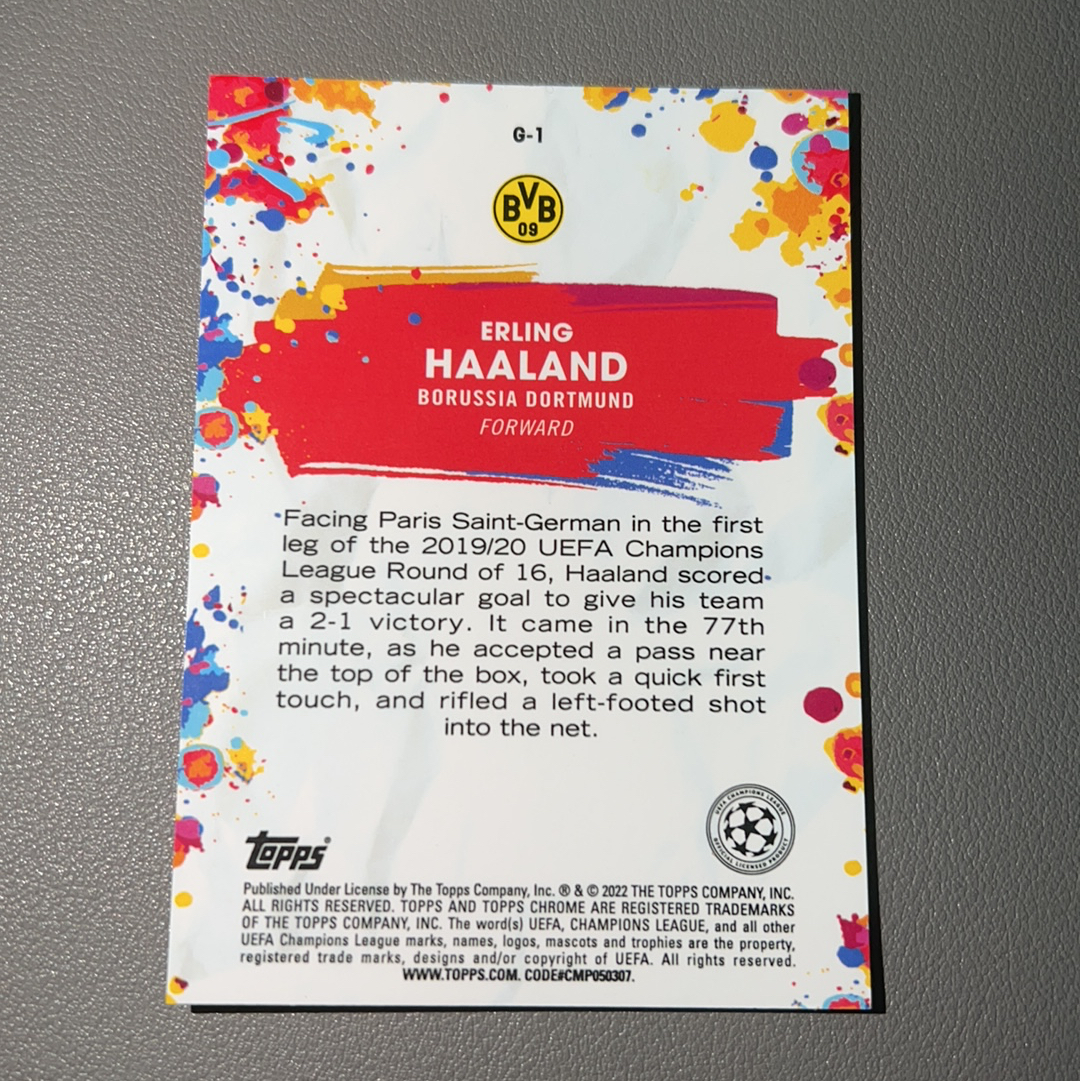 G-1
BVB
09
ERLING
HAALAND
BORUSSIA DORTMUND
FORWARD
Facing Paris Saint-German in the first
leg of the 2019/20 UEFA Champions
League Round of 16, Haaland scored
a spectacular goal to give his team
a 2-1 victory. It came in the 77th
minute, as he accepted a pass near
the top of the box, took a quick first
touch, and rifled a left-footed shot
into the net.
Topps®
UEFA CHAMPIONS LEAGUE
OFFICIAL LICENSED PRODUCT
Published Under License by The Topps Company, Inc. ® & © 2022 THE TOPPS COMPANY, INC.
ALL RIGHTS RESERVED. TOPPS AND TOPPS CHROME ARE REGISTERED TRADEMARKS
OF THE TOPPS COMPANY, INC. The word(s) UEFA, CHAMPIONS LEAGUE, and all other
UEFA Champions League marks, names, logos, mascots and trophies are the property,
registered trade marks, designs and/or copyright of UEFA. All rights reserved.
WWW.TOPPS.COM. CODE#CMP050307.